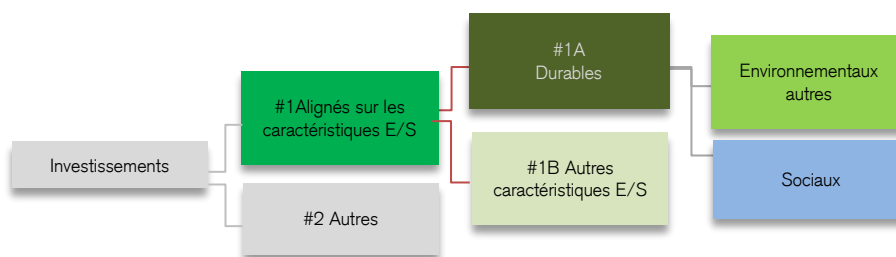 Investissements
#1Alignés sur les
caractéristiques E/S
#2 Autres
#1A
Durables
#1B Autres
caractéristiques E/S
Environnementaux
autres
Sociaux